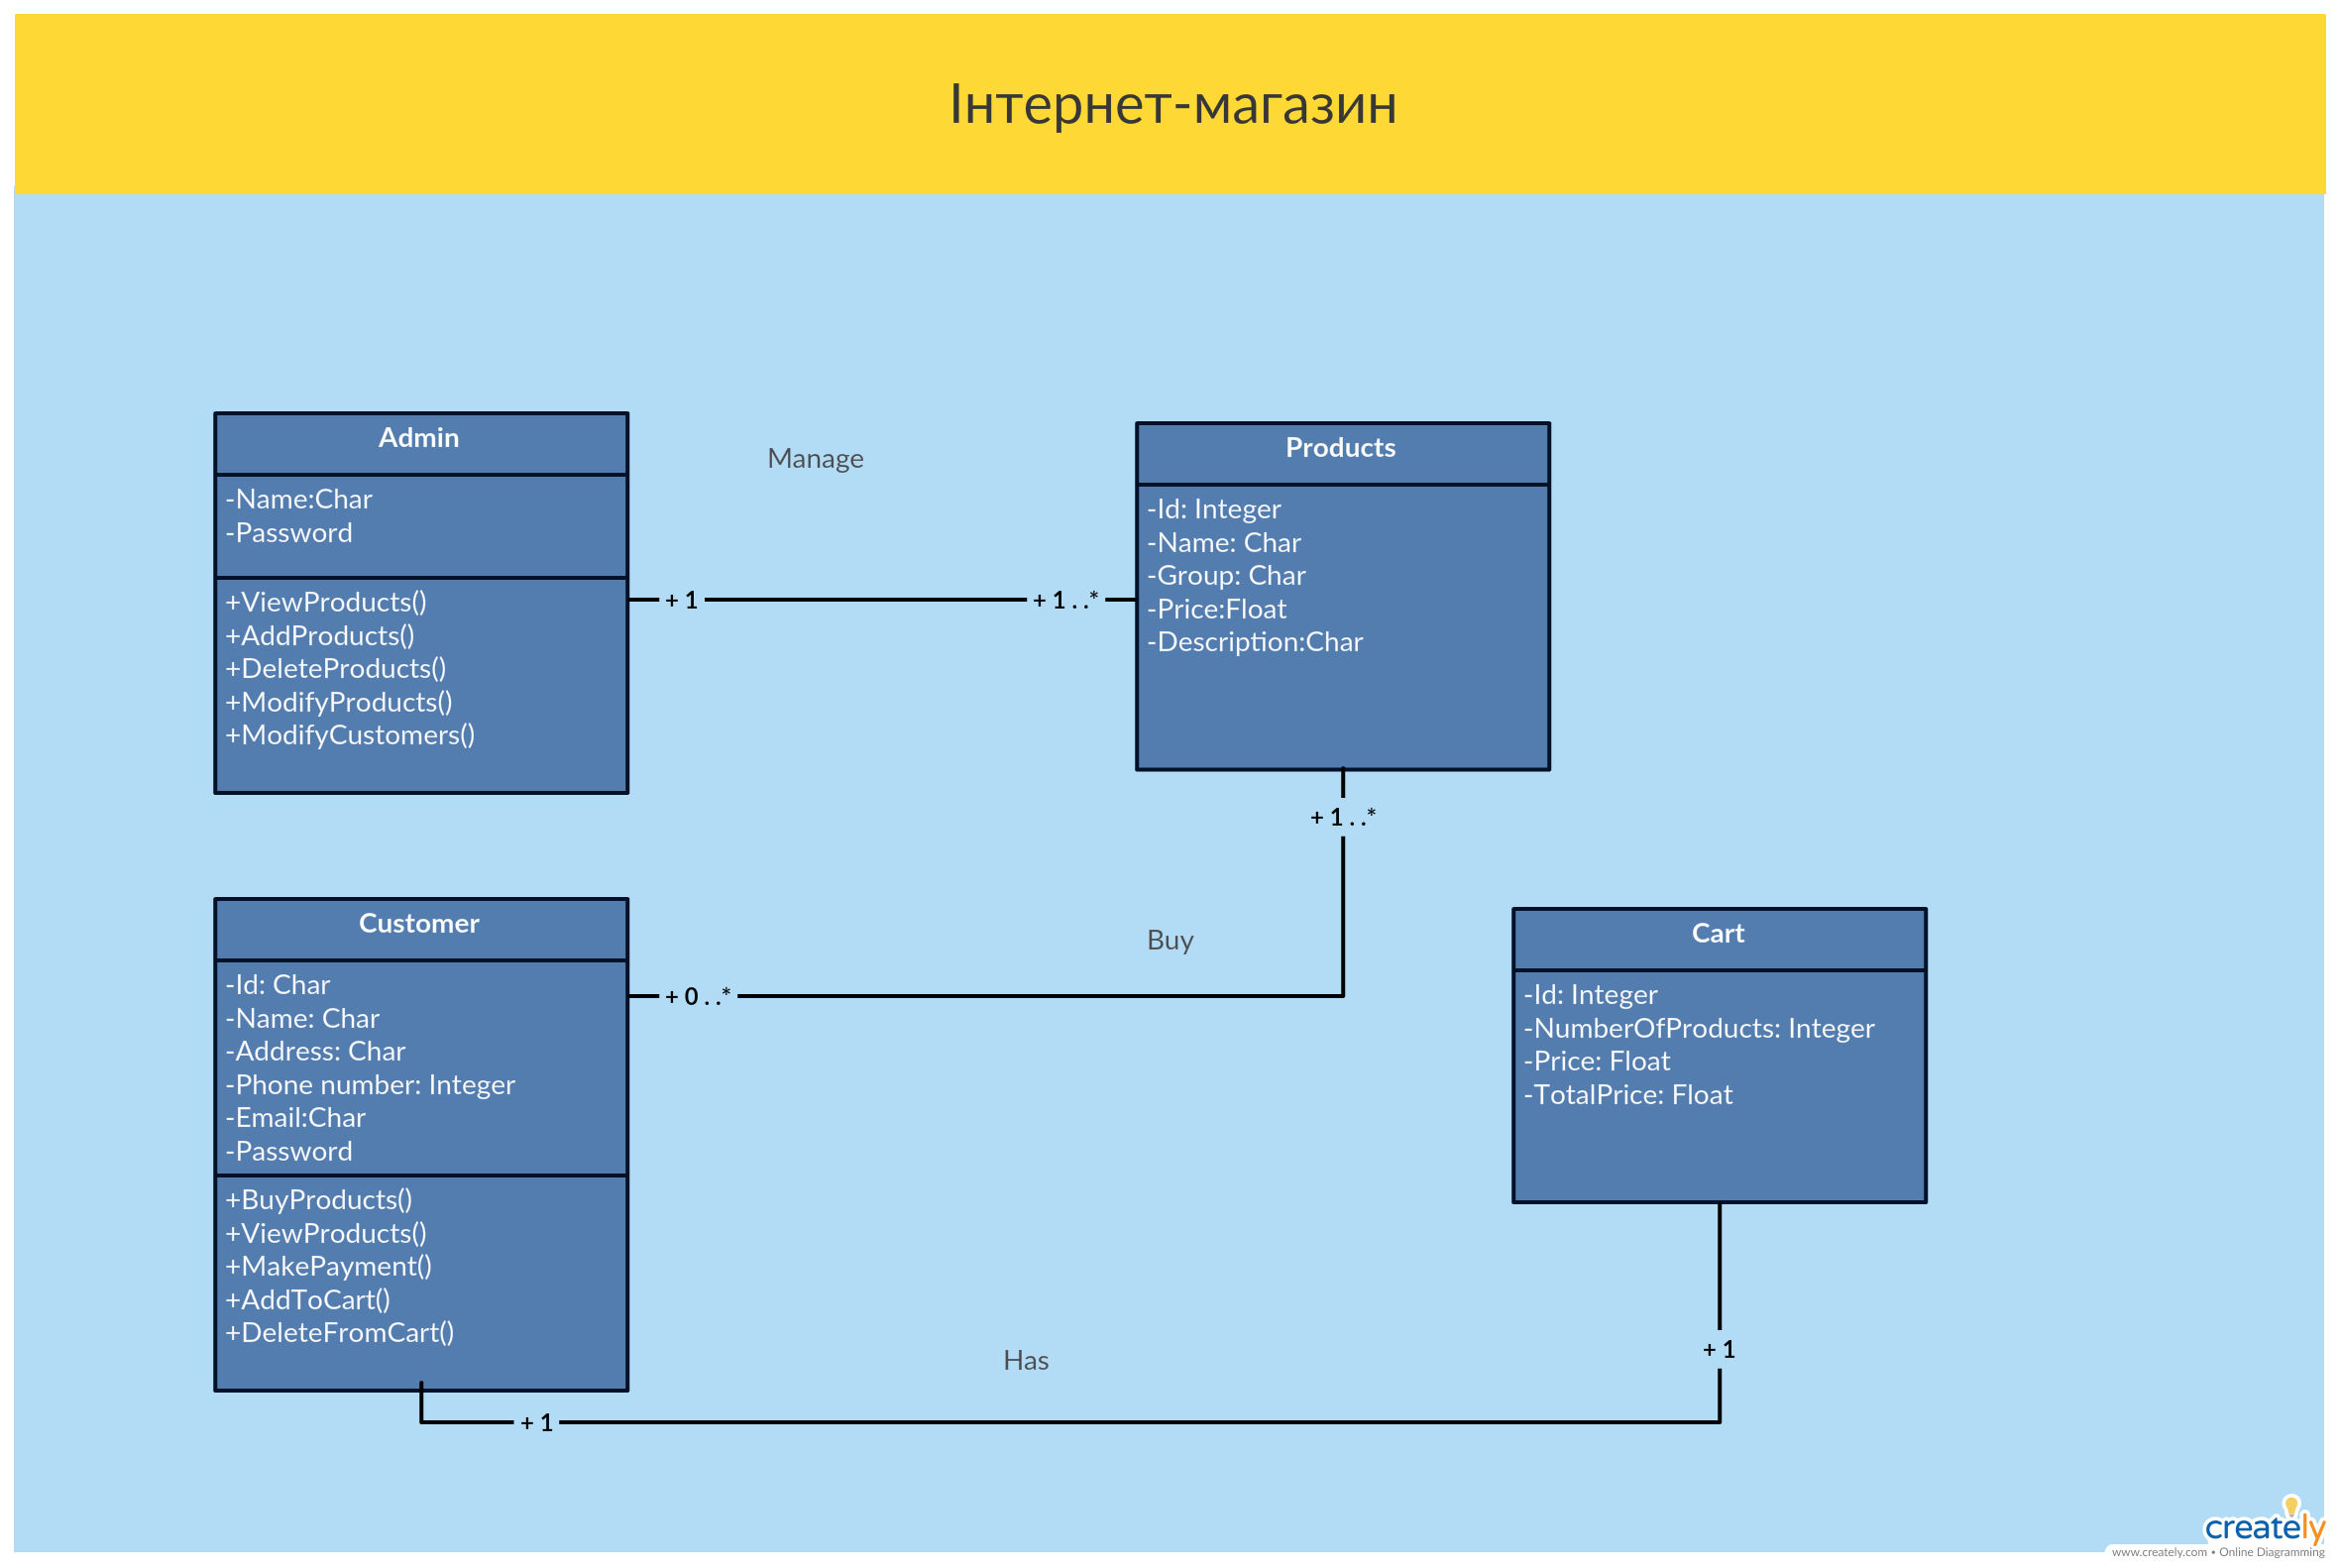 Інтернет-магазин
Admin
-Name:Char
-Password
+ViewProducts()
+AddProducts()
+DeleteProducts()
+ModifyProducts()
+ModifyCustomers()
Manage
+ 1
+ 1 . .*
Products
-Id: Integer
-Name: Char
-Group: Char
-Price:Float
-Description:Char
+ 1 . .*
Buy
+ 0 . .*
Customer
-Id: Char
-Name: Char
-Address: Char
-Phone number: Integer
-Email:Char
-Password
+BuyProducts()
+ViewProducts()
+MakePayment()
+AddToCart()
+DeleteFromCart()
Cart
-Id: Integer
-NumberOfProducts: Integer
-Price: Float
-TotalPrice: Float
Has
+ 1
+ 1
creately
www.creately.com • Online Diagramming